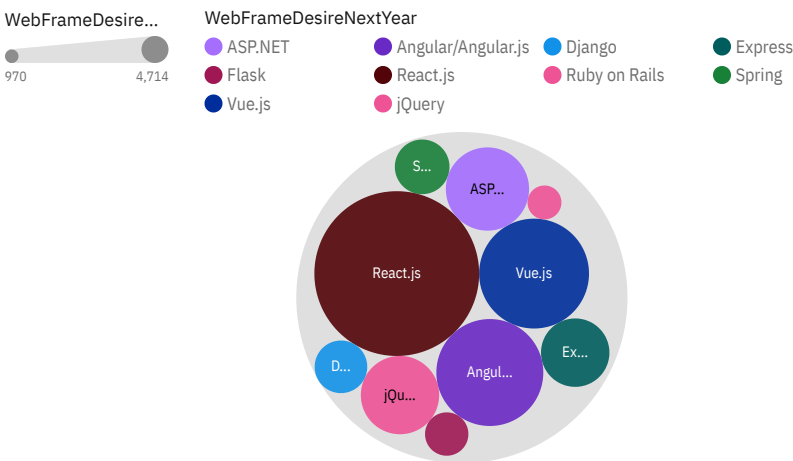 WebFrameDesire...
970 4,714
WebFrameDesireNextYear
ASP.NET Angular/Angular.js Django Express
Flask React.js Ruby on Rails Spring
Vue.js jQuery
S...
ASP...
React.js
Vue.js
Ex...
D...
Angul...
jQu...